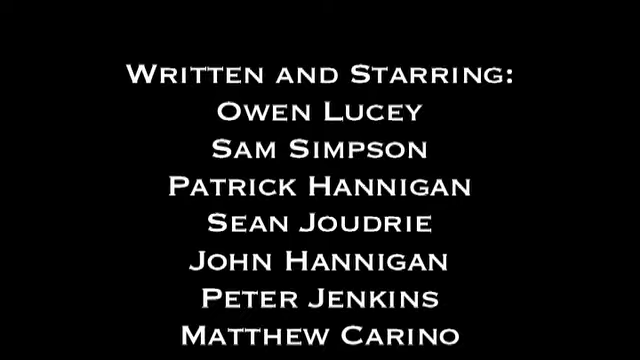 Written and Starring:
Owen Lucey
Sam Simpson
Patrick Hannigan
Sean Joudrie
John Hannigan
Peter Jenkins
Matthew Carino